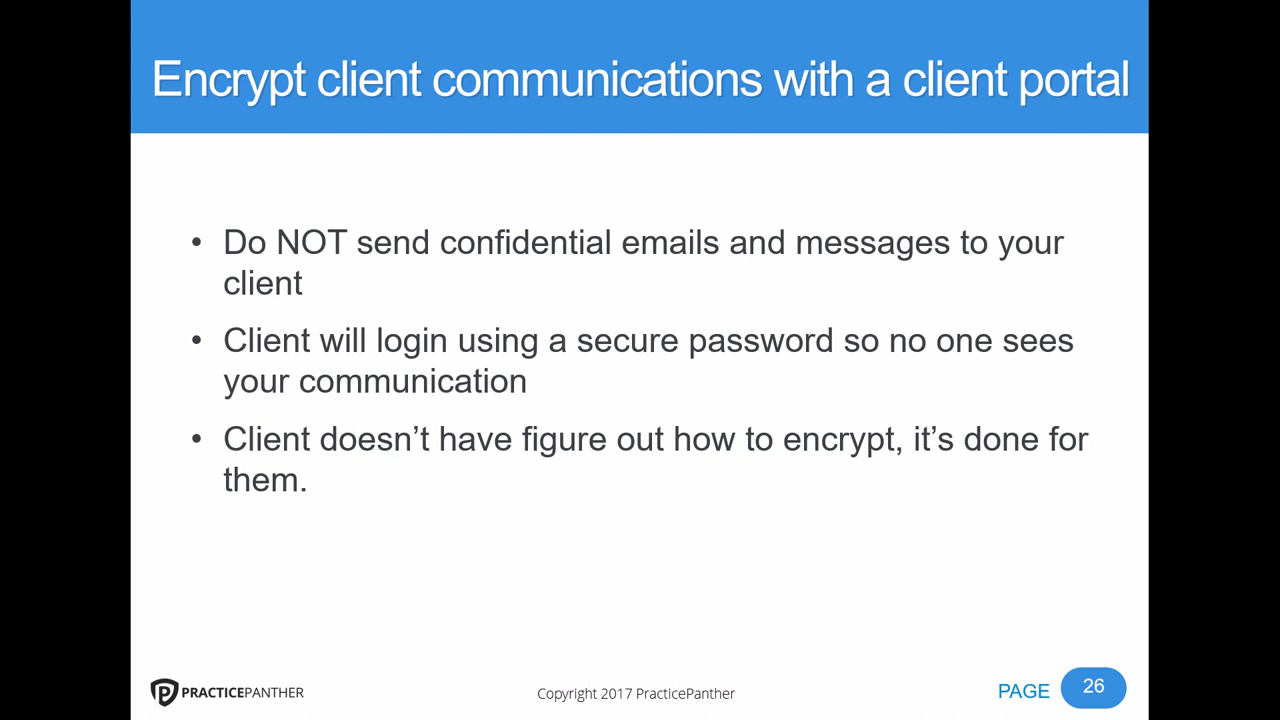 Encrypt client communications with a client portal
• Do NOT send confidential emails and messages to your
client
• Client will login using a secure password so no one sees
your communication
• Client doesn’t have figure out how to encrypt, it’s done for
them.
PRACTICEPANTHER
Copyright 2017 PracticePanther
PAGE 26